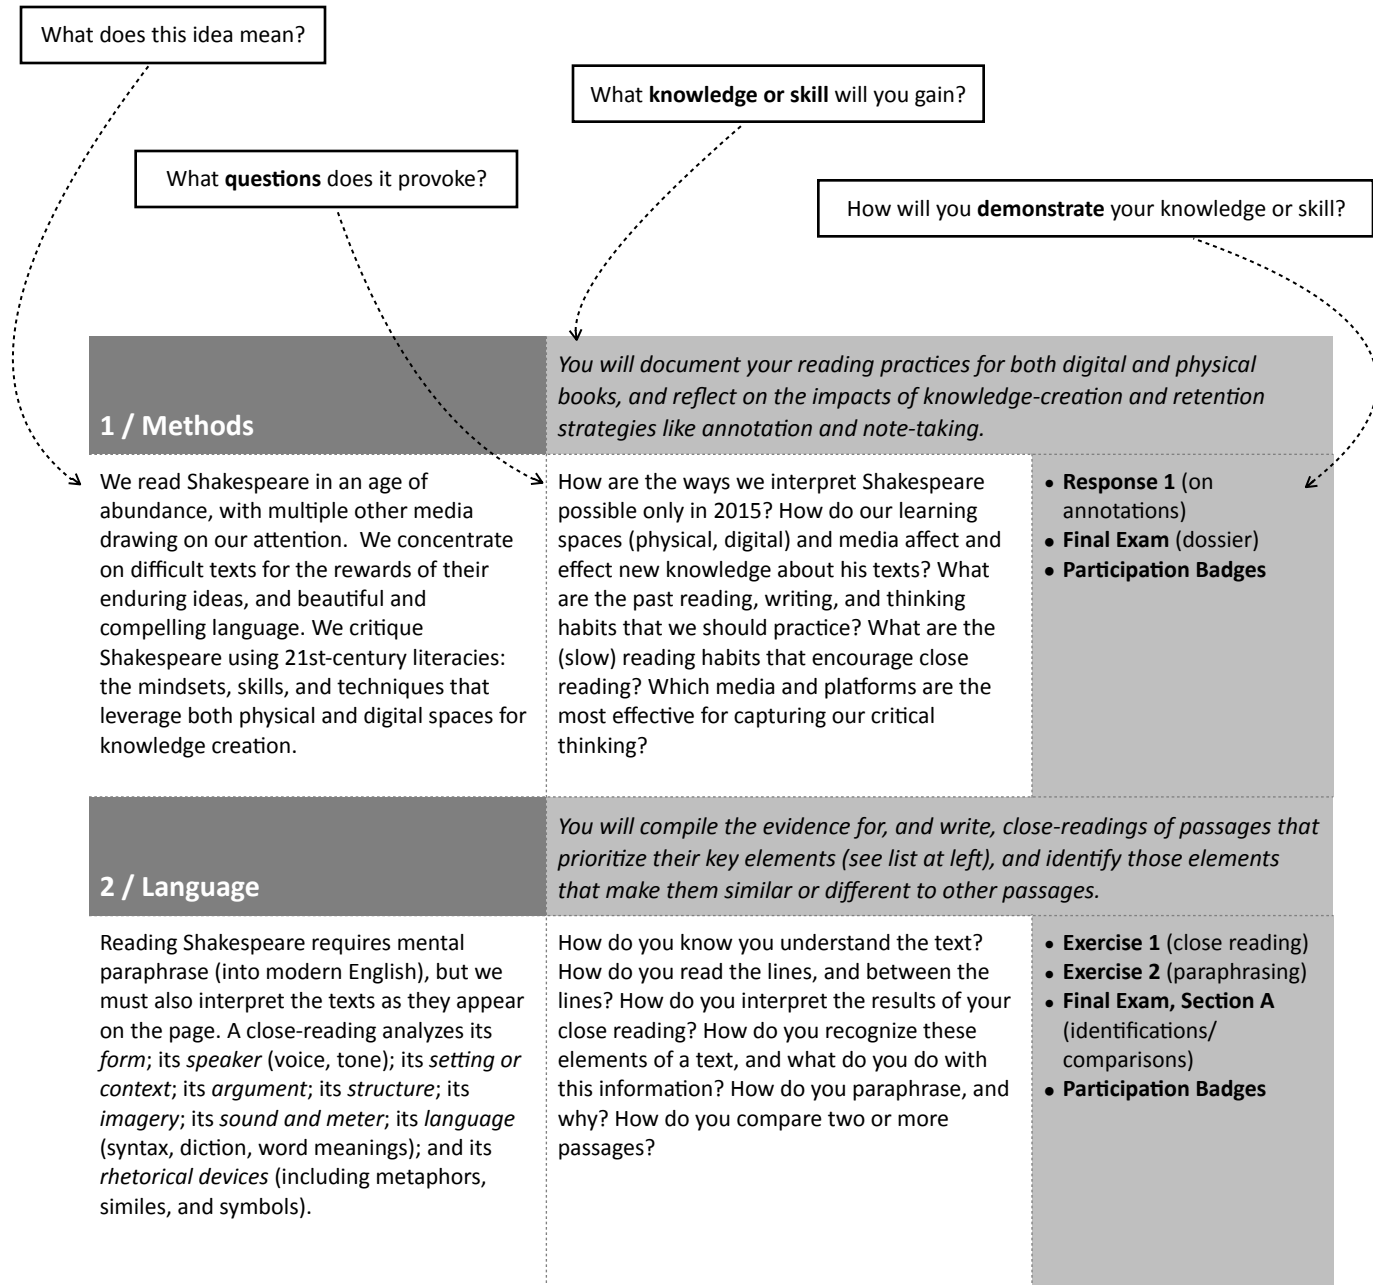 What does this idea mean?
What knowledge or skill will you gain?
What questions does it provoke?
How will you demonstrate your knowledge or skill?
1 / Methods
You will document your reading practices for both digital and physical
books, and reflect on the impacts of knowledge-creation and retention
strategies like annotation and note-taking.
We read Shakespeare in an age of
abundance, with multiple other media
drawing on our attention.  We concentrate
on difficult texts for the rewards of their
enduring ideas, and beautiful and
compelling language. We critique
Shakespeare using 21st-century literacies:
the mindsets, skills, and techniques that
leverage both physical and digital spaces for
knowledge creation.
How are the ways we interpret Shakespeare
possible only in 2015? How do our learning
spaces (physical, digital) and media affect and
effect new knowledge about his texts? What
are the past reading, writing, and thinking
habits that we should practice? What are the
(slow) reading habits that encourage close
reading? Which media and platforms are the
most effective for capturing our critical
thinking?
• Response 1 (on
annotations)
• Final Exam (dossier)
• Participation Badges
2 / Language
You will compile the evidence for, and write, close-readings of passages that
prioritize their key elements (see list at left), and identify those elements
that make them similar or different to other passages.
Reading Shakespeare requires mental
paraphrase (into modern English), but we
must also interpret the texts as they appear
on the page. A close-reading analyzes its
form; its speaker (voice, tone); its setting or
context; its argument; its structure; its
imagery; its sound and meter; its language
(syntax, diction, word meanings); and its
rhetorical devices (including metaphors,
similes, and symbols).
How do you know you understand the text?
How do you read the lines, and between the
lines? How do you interpret the results of your
close reading? How do you recognize these
elements of a text, and what do you do with
this information? How do you paraphrase, and
why? How do you compare two or more
passages?
• Exercise 1 (close reading)
• Exercise 2 (paraphrasing)
• Final Exam, Section A
(identifications/
comparisons)
• Participation Badges